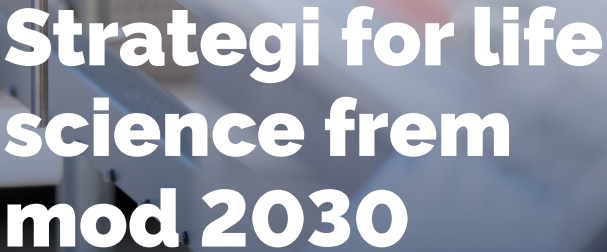 Strategi for life
science frem
mod 2030